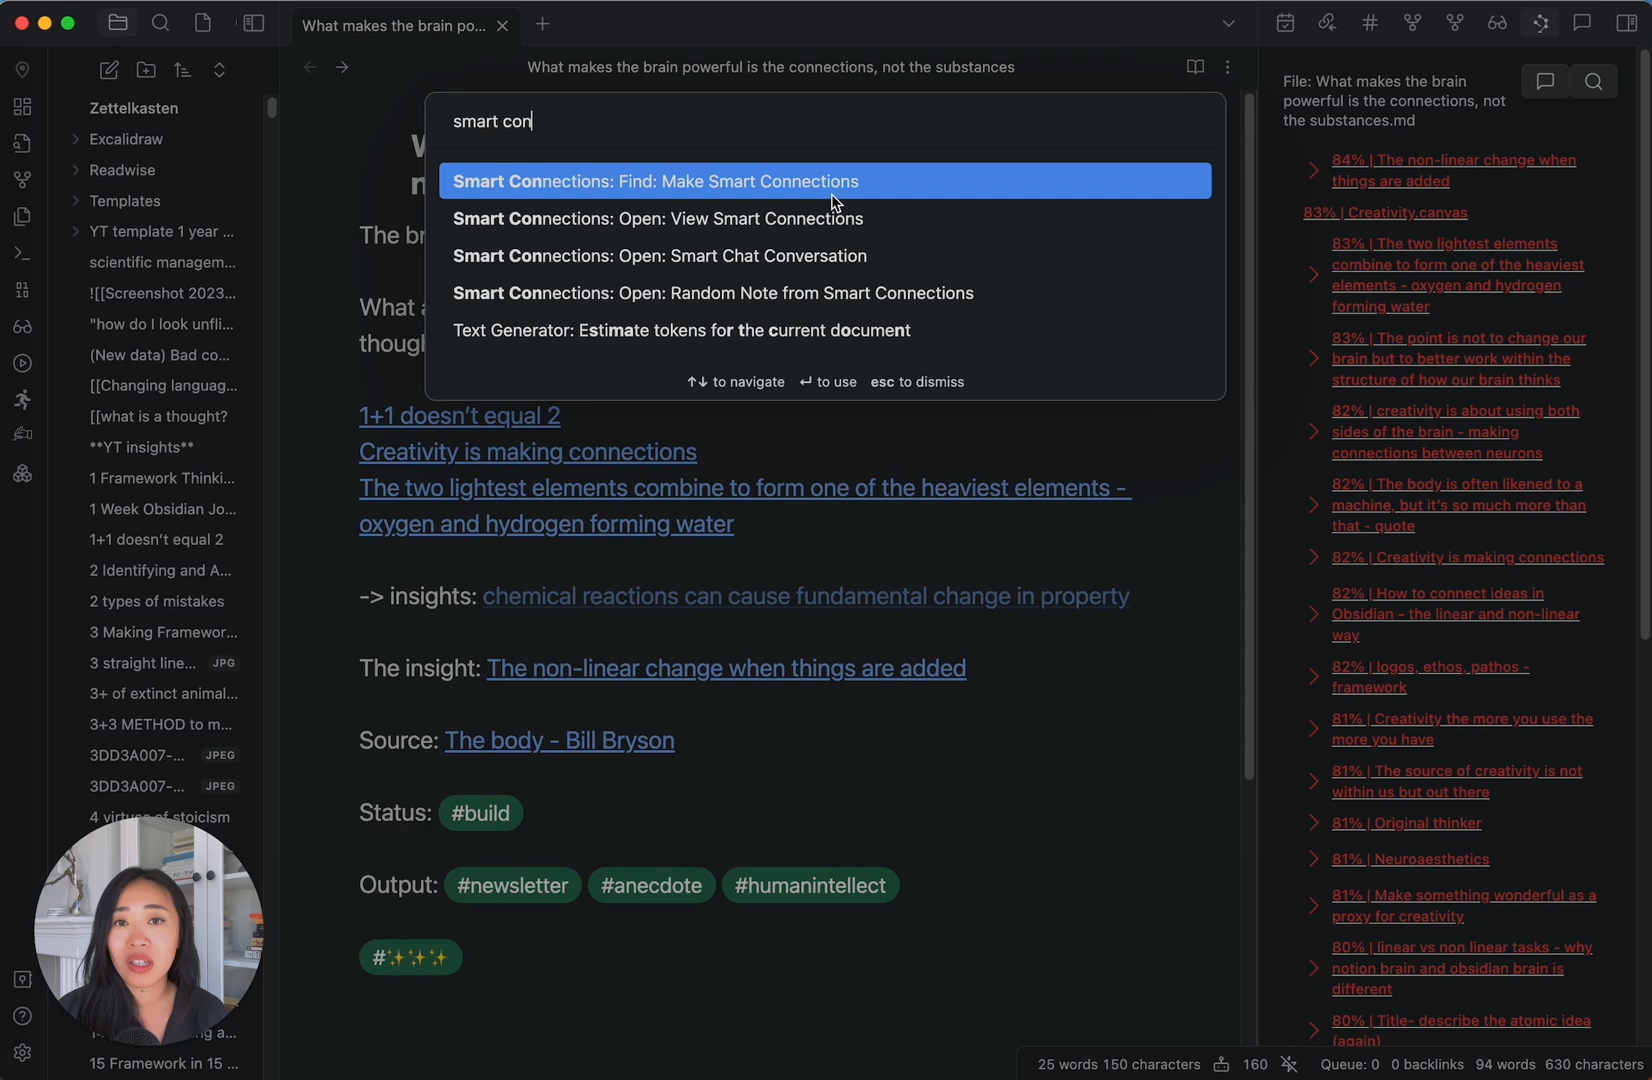 What makes the brain po...
Zettelkasten
Excalidraw
Readwise
Templates
YT template 1 year ...
scientific managem...
![[Screenshot 2023...
"how do I look unfli...
(New data) Bad co...
[[Changing languag...
[[what is a thought?
**YT insights**
1 Framework Thinki...
1 Week Obsidian Jo...
1+1 doesn't equal 2
2 Identifying and A...
2 types of mistakes
3 Making Framewor...
3 straight line... JPG
3+ of extinct animal...
3+3 METHOD to m...
3DD3A007-... JPEG
3DD3A007-... JPEG
4 virtues of stoicism
g a...
15 Framework in 15 ...
What makes the brain powerful is the connections, not the substances
smart con
Smart Connections: Find: Make Smart Connections
Smart Connections: Open: View Smart Connections
Smart Connections: Open: Smart Chat Conversation
Smart Connections: Open: Random Note from Smart Connections
Text Generator: Estimate tokens for the current document
↑↓ to navigate ↵ to use esc to dismiss
The br
What
though
1+1 doesn't equal 2
Creativity is making connections
The two lightest elements combine to form one of the heaviest elements -
oxygen and hydrogen forming water
-> insights: chemical reactions can cause fundamental change in property
The insight: The non-linear change when things are added
Source: The body - Bill Bryson
Status: #build
Output: #newsletter #anecdote #humanintellect
#✨✨✨
File: What makes the brain
powerful is the connections, not
the substances.md
84% | The non-linear change when
things are added
83% | Creativity.canvas
83% | The two lightest elements
combine to form one of the heaviest
elements - oxygen and hydrogen
forming water
83% | The point is not to change our
brain but to better work within the
structure of how our brain thinks
82% | creativity is about using both
sides of the brain - making
connections between neurons
82% | The body is often likened to a
machine, but it's so much more than
that - quote
82% | Creativity is making connections
82% | How to connect ideas in
Obsidian - the linear and non-linear
way
82% | logos, ethos, pathos -
framework
81% | Creativity the more you use the
more you have
81% | The source of creativity is not
within us but out there
81% | Original thinker
81% | Neuroaesthetics
81% | Make something wonderful as a
proxy for creativity
80% | linear vs non linear tasks - why
notion brain and obsidian brain is
different
80% | Title- describe the atomic idea
(again)
25 words 150 characters 160 Queue: 0 0 backlinks 94 words 630 characters